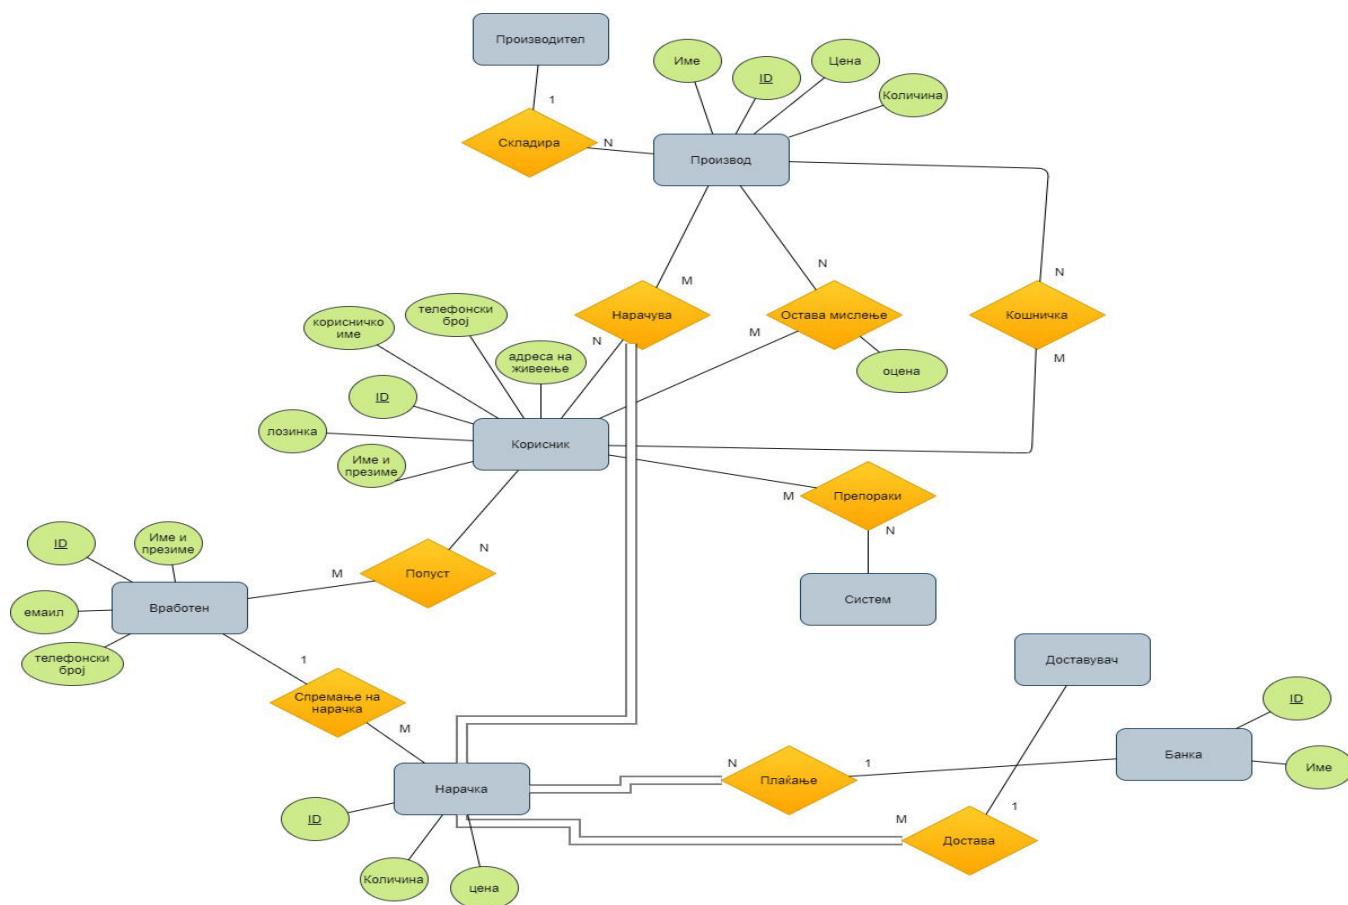 Производител
Име
ID
Цена
Количина
1
Складира
N
Производ
M
N
N
Нарачува
Остава мислење
Кошничка
корисничко
име
телефонски
број
N
M
M
адреса на
живеење
оцена
ID
лозинка
Корисник
Име и
презиме
Препораки
M
N
ID
Име и
презиме
N
M
Попуст
емаил
Вработен
Систем
телефонски
број
1
Доставувач
Спремање на
нарачка
M
ID
Банка
N
1
Плаќање
Име
Нарачка
ID
M
1
Достава
Количина
цена